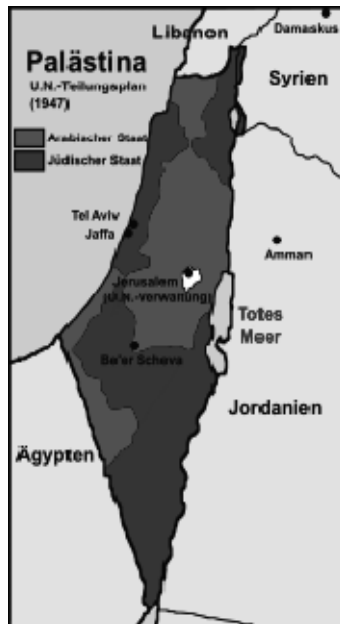 Libanon
Damaskus
Palästina
U.N.-Teilungsplan
(1947)
Syrien
Arabischer Staat
Jüdischer Staat
Tel Aviv
Jaffa
Amman
Jerusalem
(U.N.-Verwaltung)
Totes
Meer
Be'er Scheva
Jordanien
Ägypten